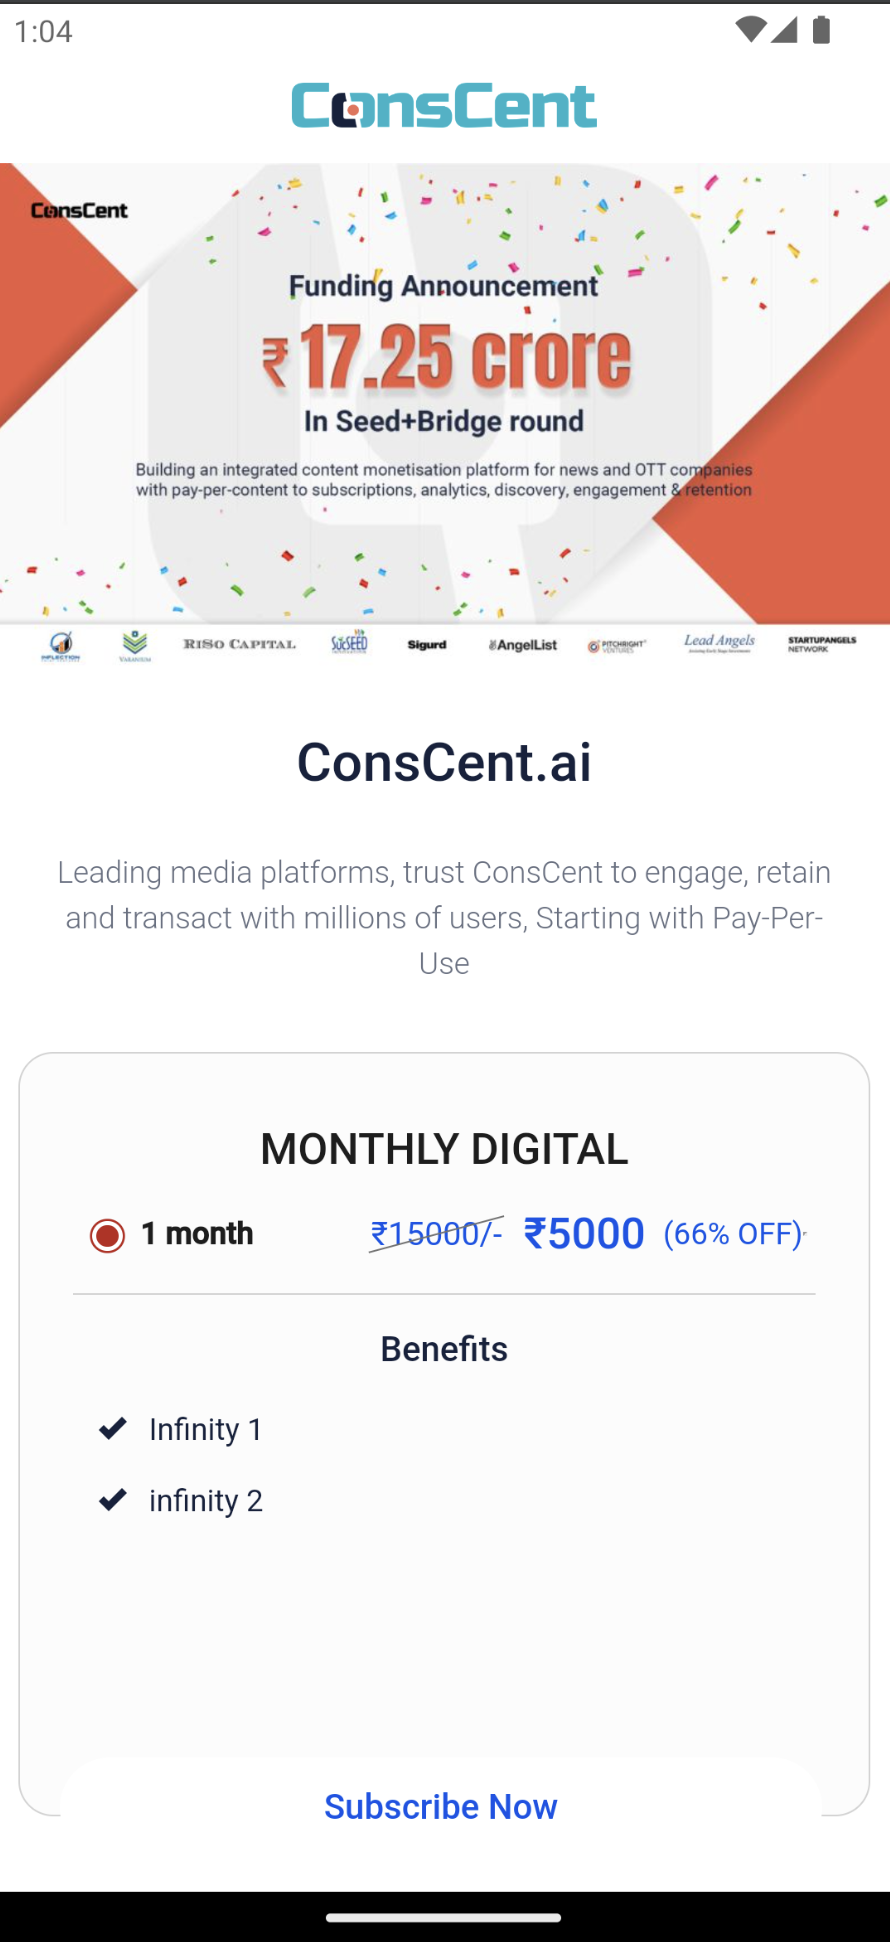 1:04
ConsCent
ConsCent
Funding Announcement
₹17.25 crore
In Seed+Bridge round
Building an integrated content monetisation platform for news and OTT companies
with pay-per-content to subscriptions, analytics, discovery, engagement & retention
INFLECTION
VARANIUM
RISO CAPITAL
SucSEED
Sigurd
AngelList
PITCHRIGHT
VENTURES
Lead Angels
STARTUPANGELS
NETWORK
ConsCent.ai
Leading media platforms, trust ConsCent to engage, retain
and transact with millions of users, Starting with Pay-Per-
Use
MONTHLY DIGITAL
1 month ₹15000/- ₹5000 (66% OFF)
Benefits
Infinity 1
infinity 2
Subscribe Now